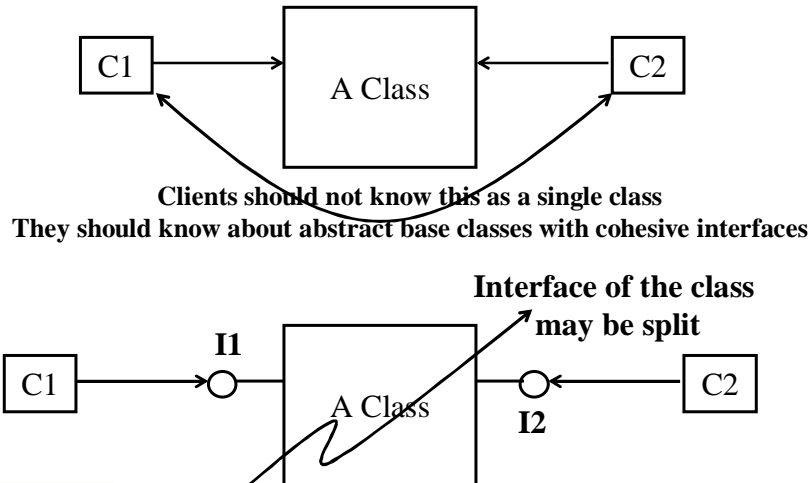 C1
A Class
C2
Clients should not know this as a single class
They should know about abstract base classes with cohesive interfaces
Interface of the class
may be split
I1
C1
A Class
C2
I2